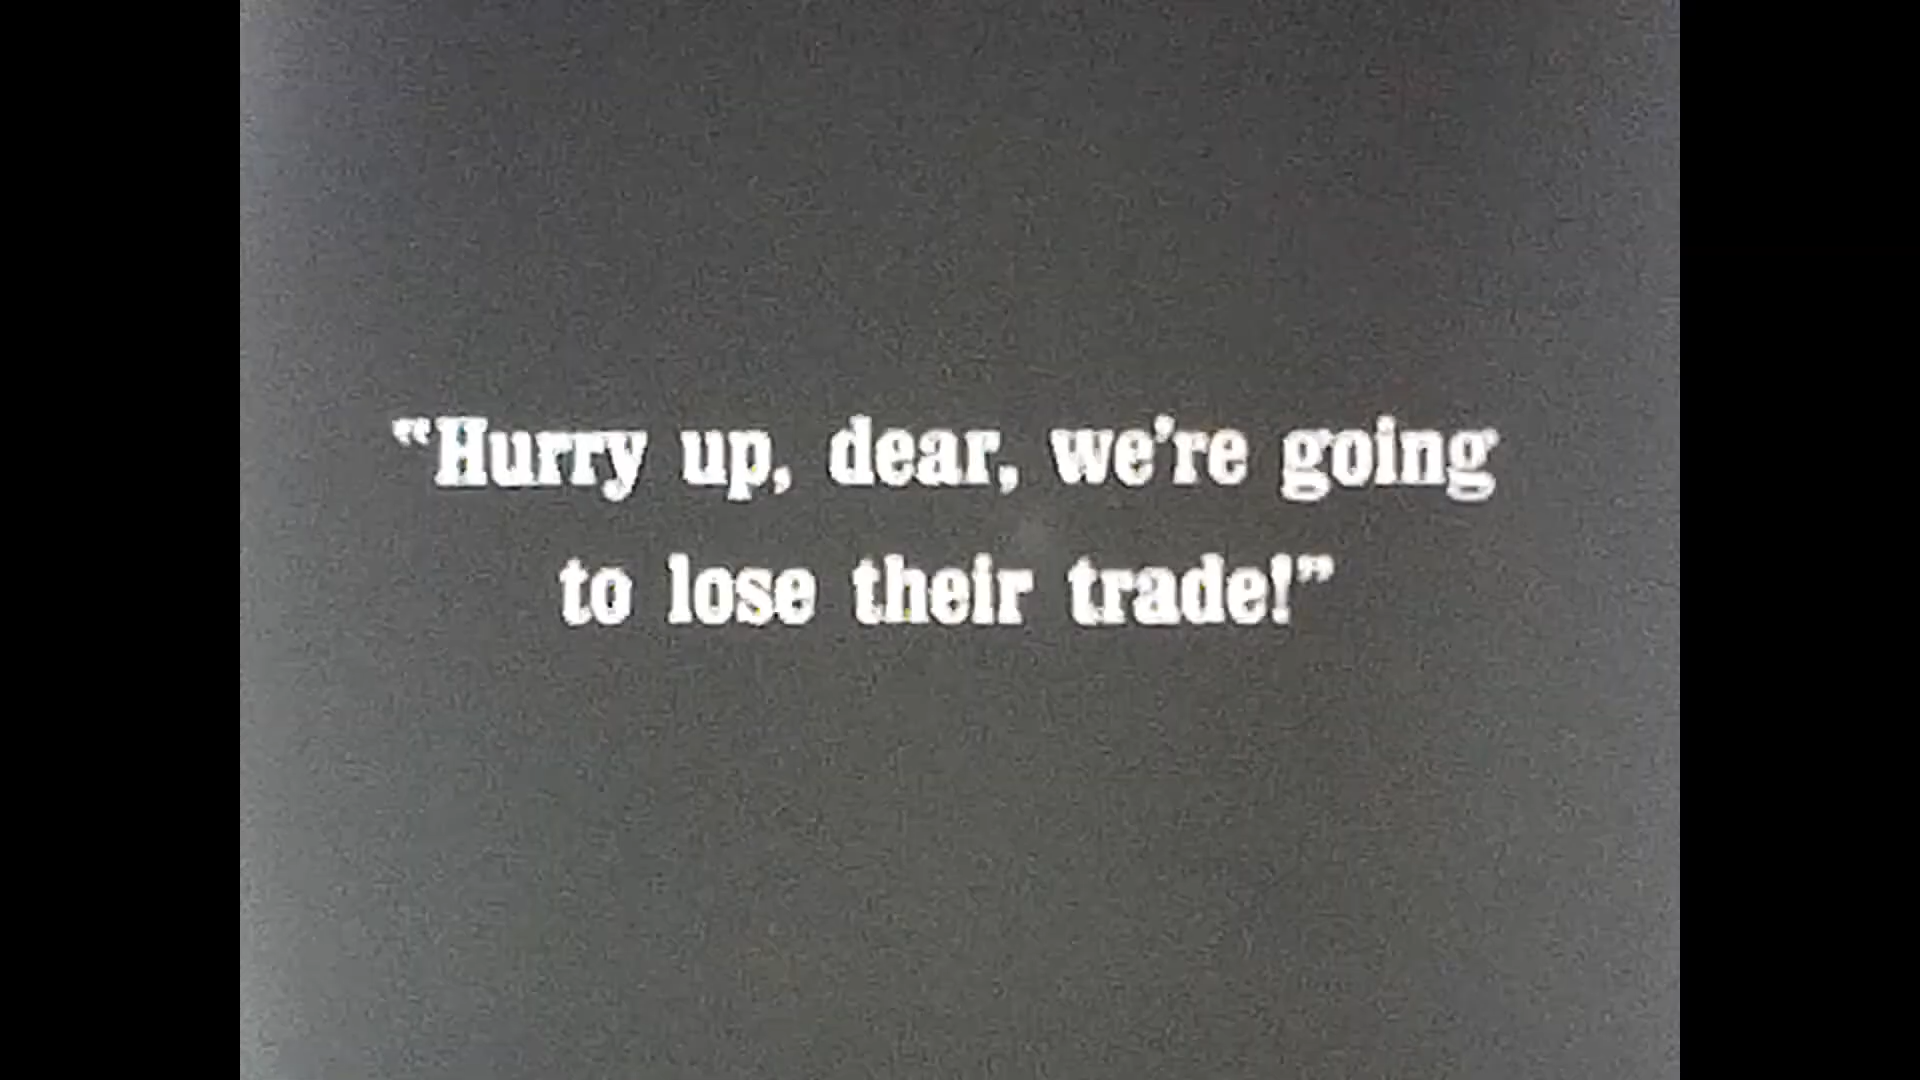 “Hurry up, dear, we're going
to lose their trade!”